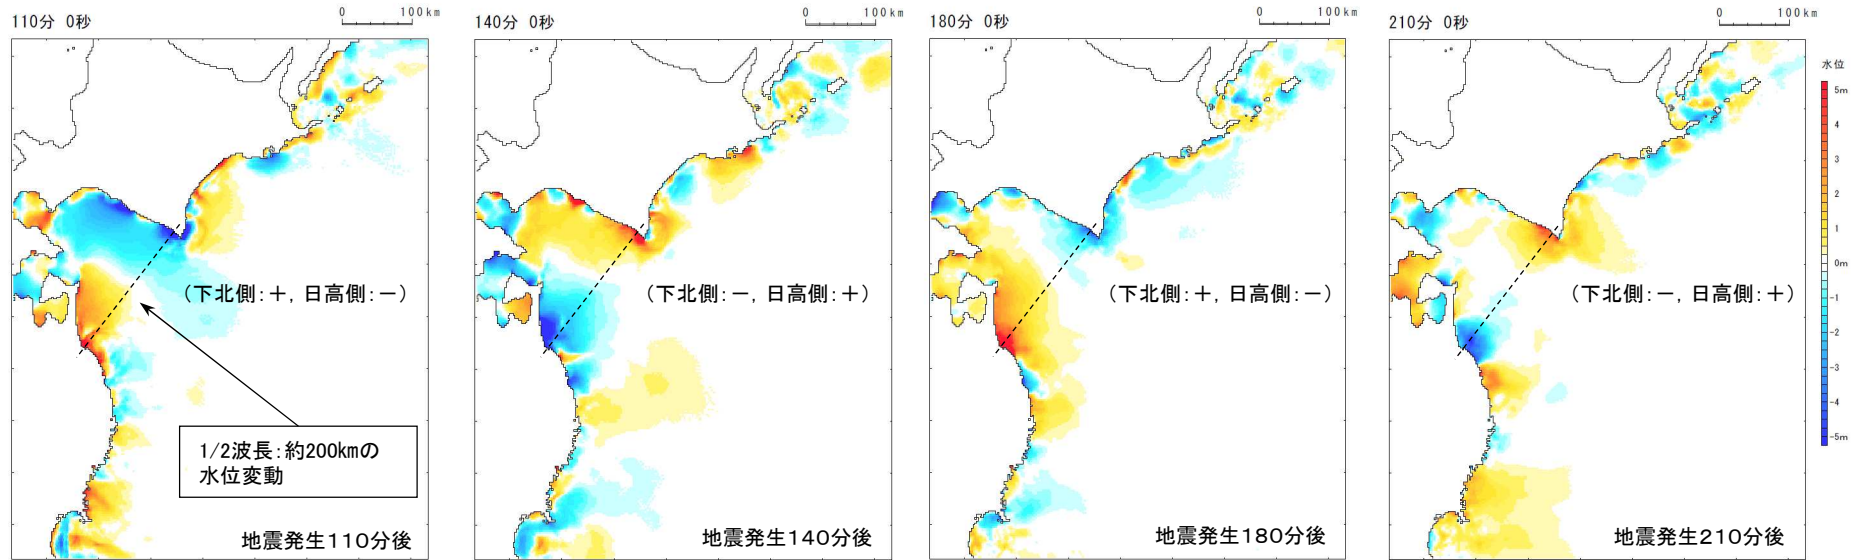 110分 0秒
0 100km
(下北側:＋, 日高側:－)
1/2波長:約200kmの
水位変動
地震発生110分後
140分 0秒
0 100km
(下北側:－, 日高側:＋)
地震発生140分後
180分 0秒
0 100km
(下北側:＋, 日高側:－)
地震発生180分後
210分 0秒
0 100km
(下北側:－, 日高側:＋)
地震発生210分後
水位
5m
4
3
2
1
0m
-1
-2
-3
-4
-5m